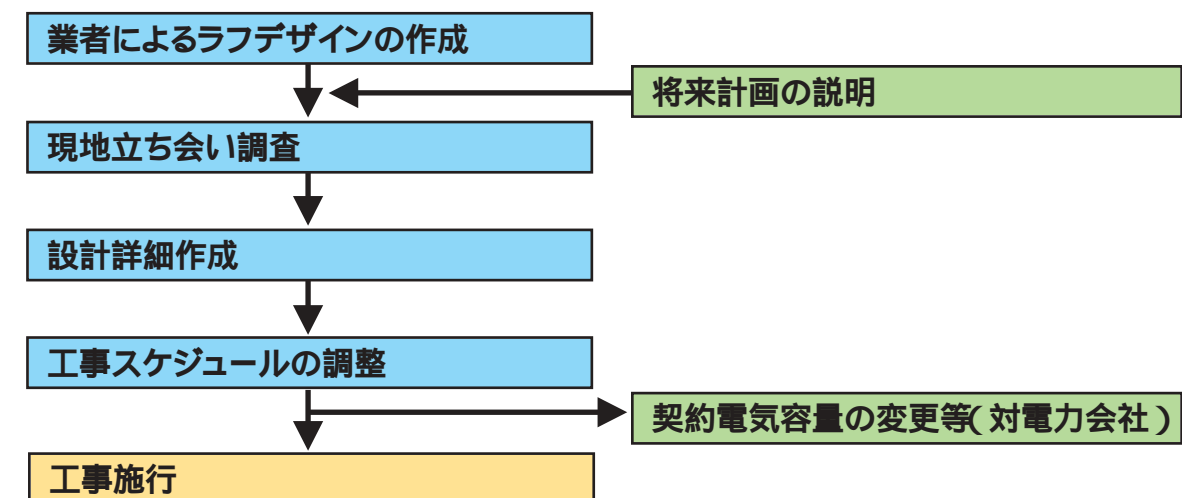 業者によるラフデザインの作成
将来計画の説明
現地立ち会い調査
設計詳細作成
工事スケジュールの調整
契約電気容量の変更等(対電力会社)
工事施行